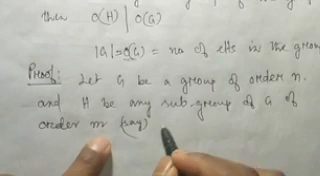 then O(H) | O(G)
|G| = O(G) = no of elts in the grou
Proof: Let G be a group of order n.
and H be any sub-group of G of
order m (say)